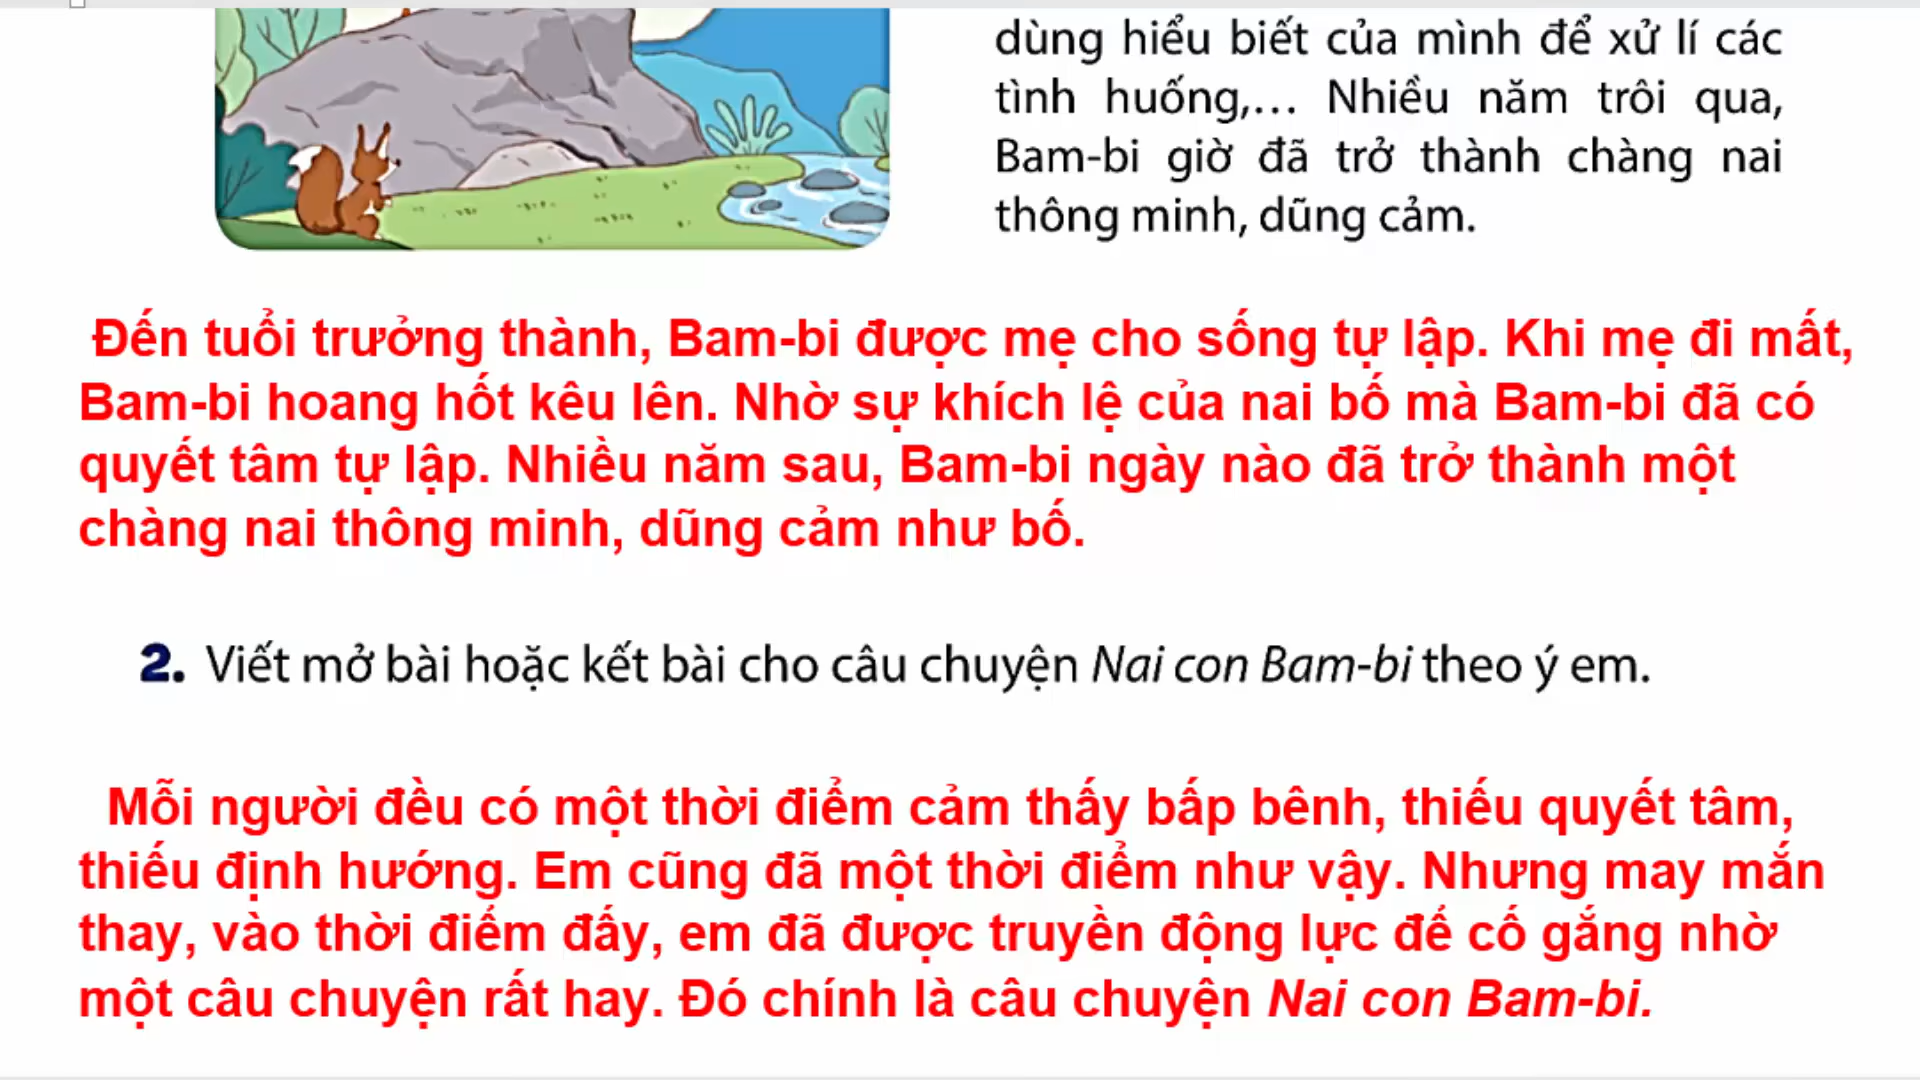 dùng hiểu biết của mình để xử lí các
tình huống,... Nhiều năm trôi qua,
Bam-bi giờ đã trở thành chàng nai
thông minh, dũng cảm.
Đến tuổi trưởng thành, Bam-bi được mẹ cho sống tự lập. Khi mẹ đi mất,
Bam-bi hoang hốt kêu lên. Nhờ sự khích lệ của nai bố mà Bam-bi đã có
quyết tâm tự lập. Nhiều năm sau, Bam-bi ngày nào đã trở thành một
chàng nai thông minh, dũng cảm như bố.
2. Viết mở bài hoặc kết bài cho câu chuyện Nai con Bam-bi theo ý em.
Mỗi người đều có một thời điểm cảm thấy bấp bênh, thiếu quyết tâm,
thiếu định hướng. Em cũng đã một thời điểm như vậy. Nhưng may mắn
thay, vào thời điểm đấy, em đã được truyền động lực để cố gắng nhờ
một câu chuyện rất hay. Đó chính là câu chuyện Nai con Bam-bi.